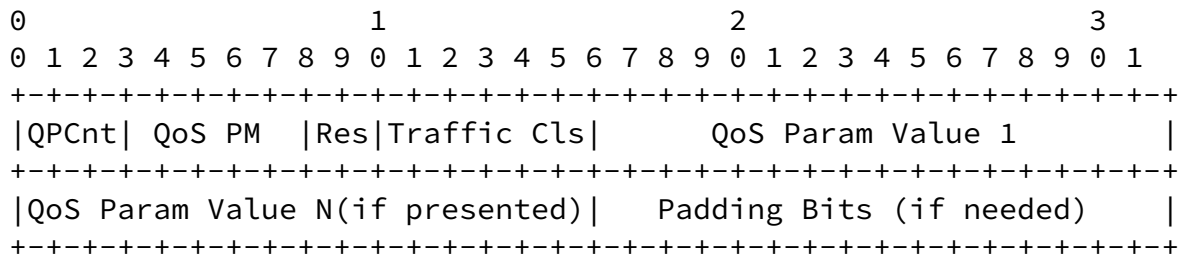 0                   1                   2                   3
0 1 2 3 4 5 6 7 8 9 0 1 2 3 4 5 6 7 8 9 0 1 2 3 4 5 6 7 8 9 0 1
+-+-+-+-+-+-+-+-+-+-+-+-+-+-+-+-+-+-+-+-+-+-+-+-+-+-+-+-+-+-+-+-+
|QPCnt| QoS PM  |Res|Traffic Cls|      QoS Param Value 1        |
+-+-+-+-+-+-+-+-+-+-+-+-+-+-+-+-+-+-+-+-+-+-+-+-+-+-+-+-+-+-+-+-+
|QoS Param Value N(if presented)|   Padding Bits (if needed)    |
+-+-+-+-+-+-+-+-+-+-+-+-+-+-+-+-+-+-+-+-+-+-+-+-+-+-+-+-+-+-+-+-+